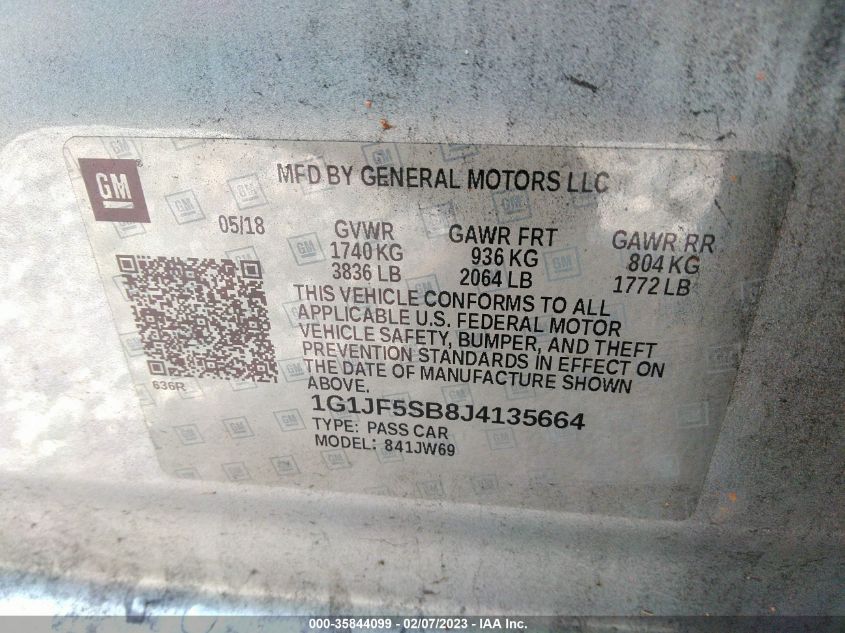 GM
MFD BY GENERAL MOTORS LLC
05/18
GVWR GAWR FRT GAWR RR
1740 KG 936 KG 804 KG
3836 LB 2064 LB 1772 LB
THIS VEHICLE CONFORMS TO ALL
APPLICABLE U.S. FEDERAL MOTOR
VEHICLE SAFETY, BUMPER, AND THEFT
PREVENTION STANDARDS IN EFFECT ON
THE DATE OF MANUFACTURE SHOWN
ABOVE.
636R
1G1JF5SB8J4135664
TYPE: PASS CAR
MODEL: 841JW69
000-35844099 - 02/07/2023 - IAA Inc.